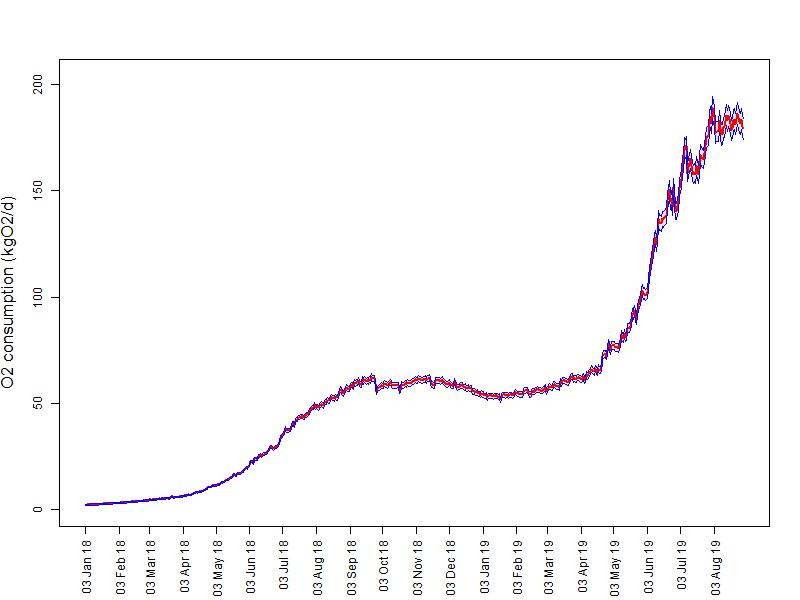 O2 consumption (kgO2/d)
200
150
100
50
0
03 Jan 18
03 Feb 18
03 Mar 18
03 Apr 18
03 May 18
03 Jun 18
03 Jul 18
03 Aug 18
03 Sep 18
03 Oct 18
03 Nov 18
03 Dec 18
03 Jan 19
03 Feb 19
03 Mar 19
03 Apr 19
03 May 19
03 Jun 19
03 Jul 19
03 Aug 19